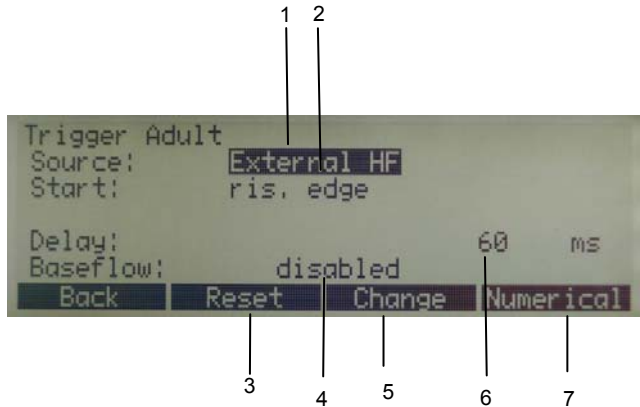 1 2
Trigger Adult
Source: External HF
Start: ris. edge
Delay: 60 ms
Baseflow: disabled
Back Reset Change Numerical
3 4 5 6 7